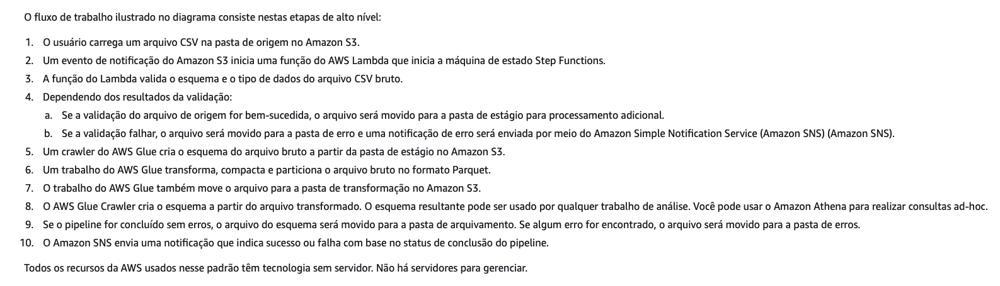 O fluxo de trabalho ilustrado no diagrama consiste nestas etapas de alto nível:
1. O usuário carrega um arquivo CSV na pasta de origem no Amazon S3.
2. Um evento de notificação do Amazon S3 inicia uma função do AWS Lambda que inicia a máquina de estado Step Functions.
3. A função do Lambda valida o esquema e o tipo de dados do arquivo CSV bruto.
4. Dependendo dos resultados da validação:
a. Se a validação do arquivo de origem for bem-sucedida, o arquivo será movido para a pasta de estágio para processamento adicional.
b. Se a validação falhar, o arquivo será movido para a pasta de erro e uma notificação de erro será enviada por meio do Amazon Simple Notification Service (Amazon SNS) (Amazon SNS).
5. Um crawler do AWS Glue cria o esquema do arquivo bruto a partir da pasta de estágio no Amazon S3.
6. Um trabalho do AWS Glue transforma, compacta e particiona o arquivo bruto no formato Parquet.
7. O trabalho do AWS Glue também move o arquivo para a pasta de transformação no Amazon S3.
8. O AWS Glue Crawler cria o esquema a partir do arquivo transformado. O esquema resultante pode ser usado por qualquer trabalho de análise. Você pode usar o Amazon Athena para realizar consultas ad-hoc.
9. Se o pipeline for concluído sem erros, o arquivo do esquema será movido para a pasta de arquivamento. Se algum erro for encontrado, o arquivo será movido para a pasta de erros.
10. O Amazon SNS envia uma notificação que indica sucesso ou falha com base no status de conclusão do pipeline.
Todos os recursos da AWS usados nesse padrão têm tecnologia sem servidor. Não há servidores para gerenciar.